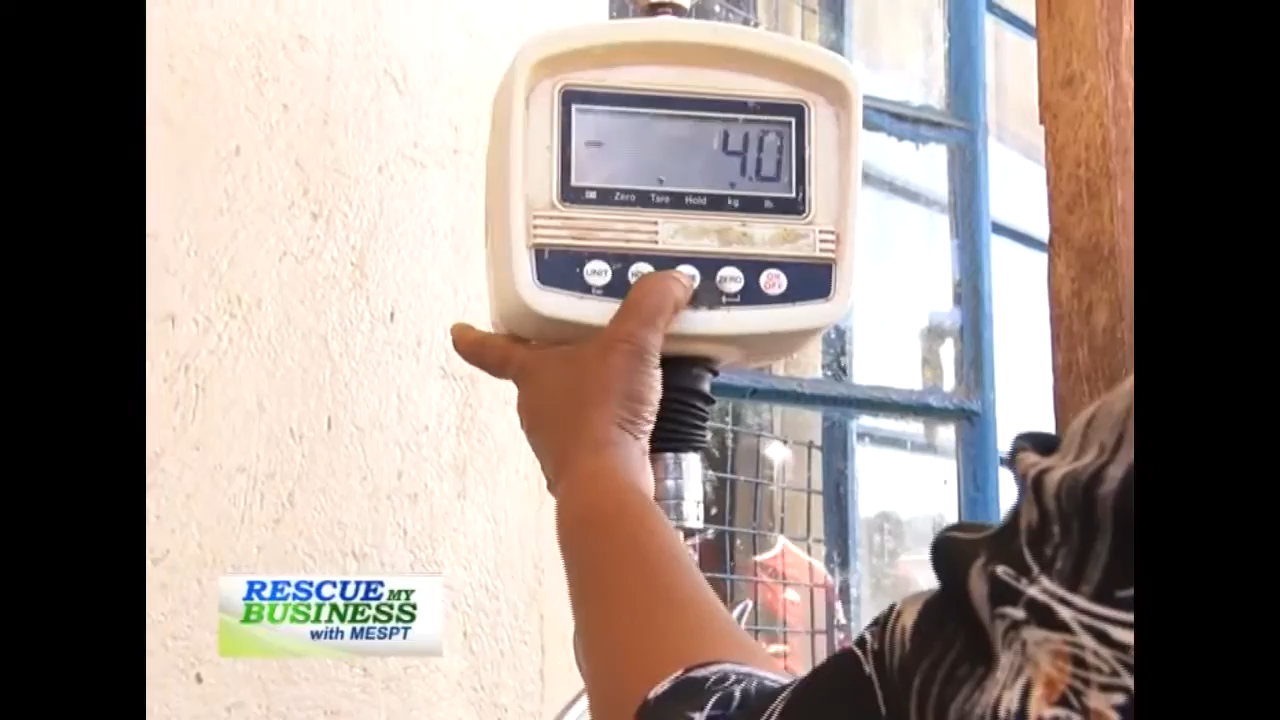 - 4.0
Zero Tare Hold kg lb
UNIT ZERO ON OFF
RESCUE MY
BUSINESS
with MESPT